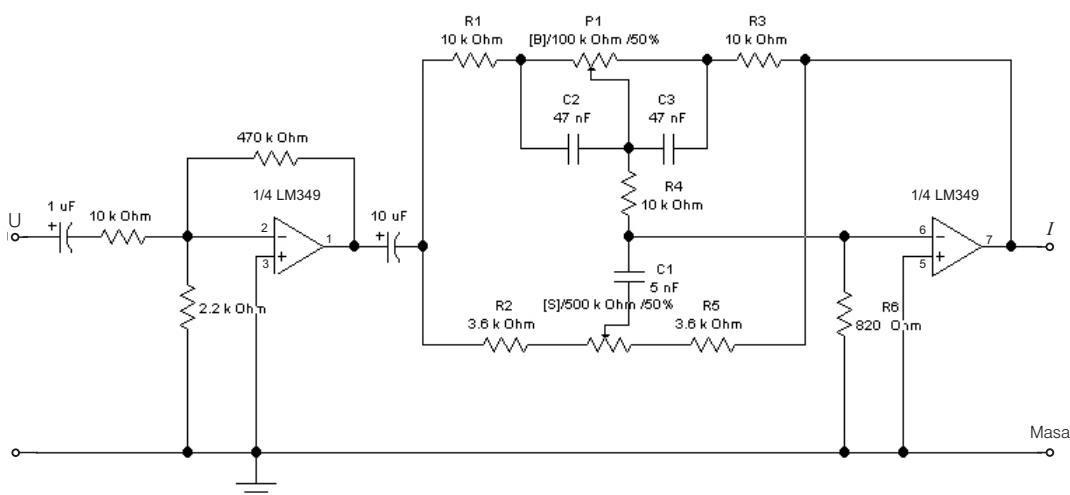 R1
10 k Ohm
P1
[B]/100 k Ohm /50%
R3
10 k Ohm
C2
47 nF
C3
47 nF
470 k Ohm
R4
10 k Ohm
1/4 LM349
1/4 LM349
1 uF
U
+
10 k Ohm
2
3
1
10 uF
+
6
5
7
I
C1
5 nF
2.2 k Ohm
R2
3.6 k Ohm
[S]/500 k Ohm /50%
R5
3.6 k Ohm
R6
820 Ohm
Masa